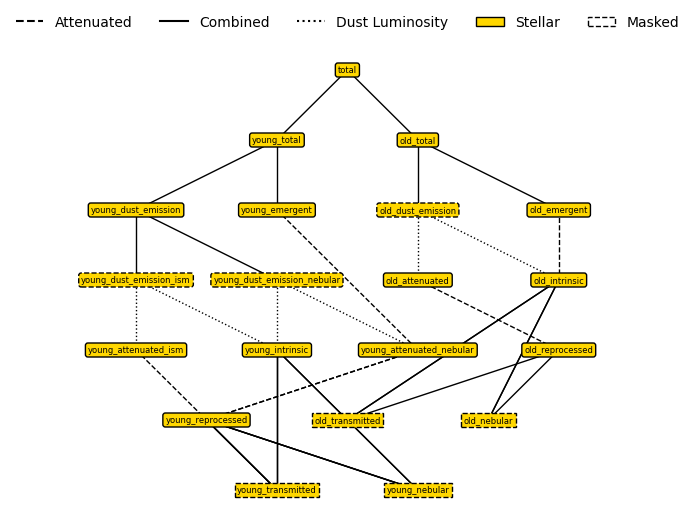 Attenuated Combined Dust Luminosity Stellar Masked
total
young_total old_total
young_dust_emission young_emergent old_dust_emission old_emergent
young_dust_emission_ism young_dust_emission_nebular old_attenuated old_intrinsic
young_attenuated_ism young_intrinsic young_attenuated_nebular old_reprocessed
young_reprocessed old_transmitted old_nebular
young_transmitted young_nebular